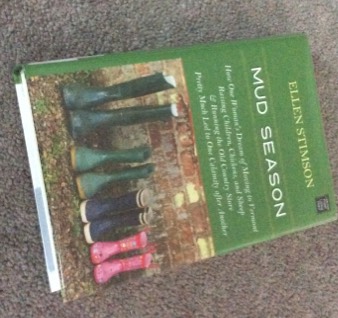 ELLEN STIMSON
MUD SEASON
How One Woman's Dream of Moving to Vermont
Raising Children, Chickens, and Sheep
& Running the Old Country Store
Pretty Much Led to One Calamity after Another